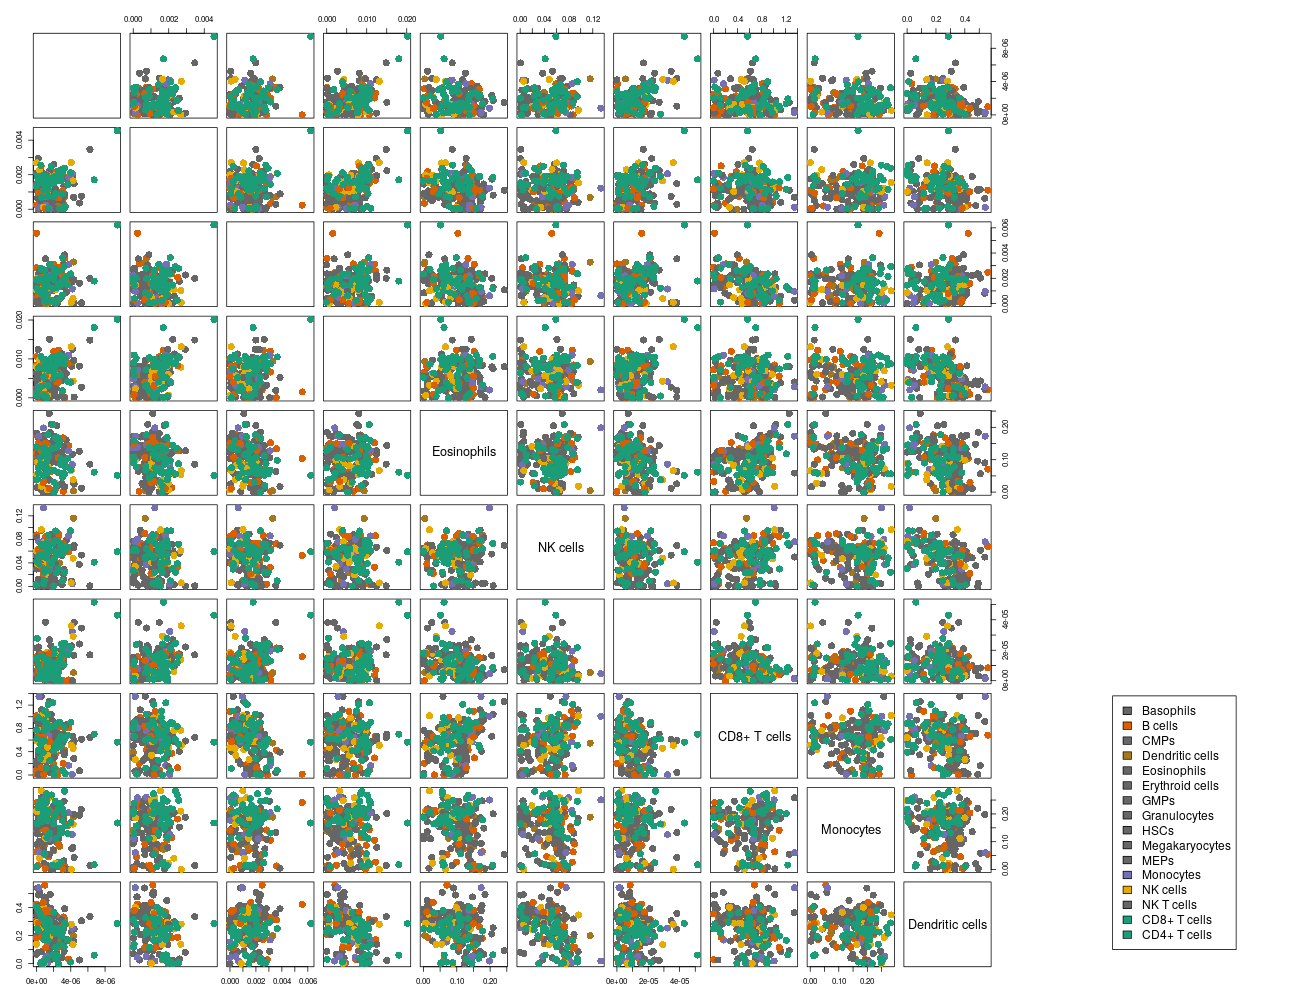 0.000 0.002 0.004 0.000 0.010 0.020 0.00 0.04 0.08 0.12 0.0 0.4 0.8 1.2 0.0 0.2 0.4
0e+00 4e-06 8e-06
0.000 0.002 0.004
0.000 0.002 0.004 0.006
0.000 0.010 0.020
Eosinophils
0.00 0.10 0.20
NK cells
0.00 0.04 0.08 0.12
0e+00 2e-05 4e-05
CD8+ T cells
0.0 0.4 0.8 1.2
Monocytes
0.00 0.10 0.20
Dendritic cells
0.0 0.2 0.4
0e+00 4e-06 8e-06 0.000 0.002 0.004 0.006 0.00 0.10 0.20 0e+00 2e-05 4e-05 0.00 0.10 0.20
Basophils
B cells
CMPs
Dendritic cells
Eosinophils
Erythroid cells
GMPs
Granulocytes
HSCs
Megakaryocytes
MEPs
Monocytes
NK cells
NK T cells
CD8+ T cells
CD4+ T cells